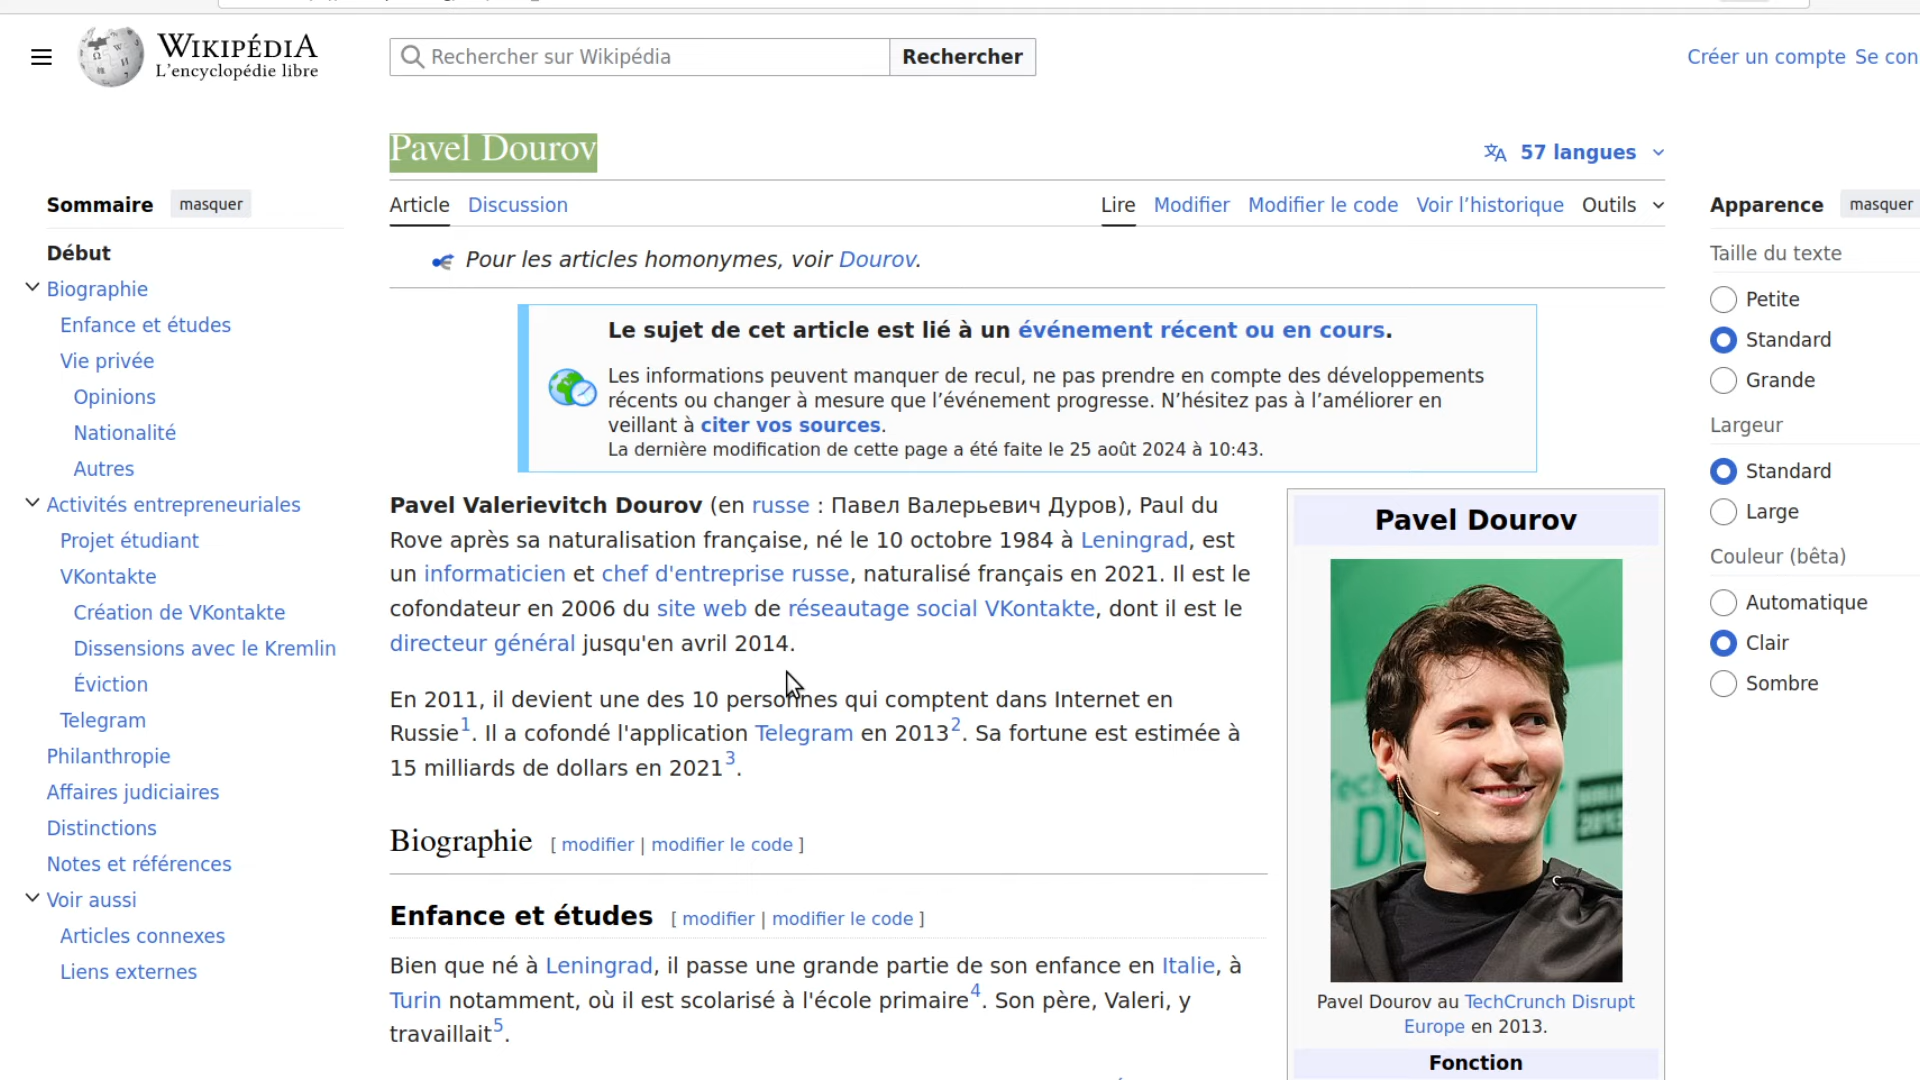 WIKIPÉDIA
L'encyclopédie libre
Rechercher sur Wikipédia
Rechercher
Créer un compte Se con
Pavel Dourov
57 langues
Article Discussion
Lire Modifier Modifier le code Voir l'historique Outils
Pour les articles homonymes, voir Dourov.
Sommaire masquer
Début
Biographie
Enfance et études
Vie privée
Opinions
Nationalité
Autres
Activités entrepreneuriales
Projet étudiant
VKontakte
Création de VKontakte
Dissensions avec le Kremlin
Éviction
Telegram
Philanthropie
Affaires judiciaires
Distinctions
Notes et références
Voir aussi
Articles connexes
Liens externes
Le sujet de cet article est lié à un événement récent ou en cours.
Les informations peuvent manquer de recul, ne pas prendre en compte des développements
récents ou changer à mesure que l'événement progresse. N'hésitez pas à l'améliorer en
veillant à citer vos sources.
La dernière modification de cette page a été faite le 25 août 2024 à 10:43.
Pavel Valerievitch Dourov (en russe : Павел Валерьевич Дуров), Paul du
Rove après sa naturalisation française, né le 10 octobre 1984 à Leningrad, est
un informaticien et chef d'entreprise russe, naturalisé français en 2021. Il est le
cofondateur en 2006 du site web de réseautage social VKontakte, dont il est le
directeur général jusqu'en avril 2014.
En 2011, il devient une des 10 personnes qui comptent dans Internet en
Russie1. Il a cofondé l'application Telegram en 20132. Sa fortune est estimée à
15 milliards de dollars en 20213.
Biographie [ modifier | modifier le code ]
Enfance et études [ modifier | modifier le code ]
Bien que né à Leningrad, il passe une grande partie de son enfance en Italie, à
Turin notamment, où il est scolarisé à l'école primaire4. Son père, Valeri, y
travaillait5.
Pavel Dourov
Pavel Dourov au TechCrunch Disrupt
Europe en 2013.
Fonction
Apparence masquer
Taille du texte
Petite
Standard
Grande
Largeur
Standard
Large
Couleur (bêta)
Automatique
Clair
Sombre